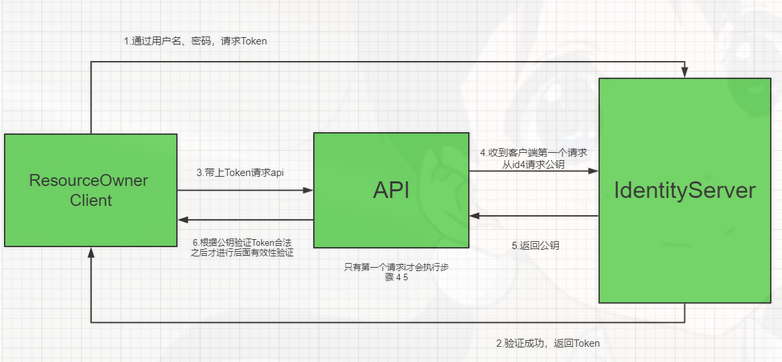 1.通过用户名、密码，请求Token
ResourceOwner
Client
3.带上Token请求api
API
4.收到客户端第一个请求
从id4请求公钥
IdentityServer
6.根据公钥验证Token合法
之后才进行后面有效性验证
5.返回公钥
只有第一个请求才会执行步
骤 4 5
2.验证成功，返回Token